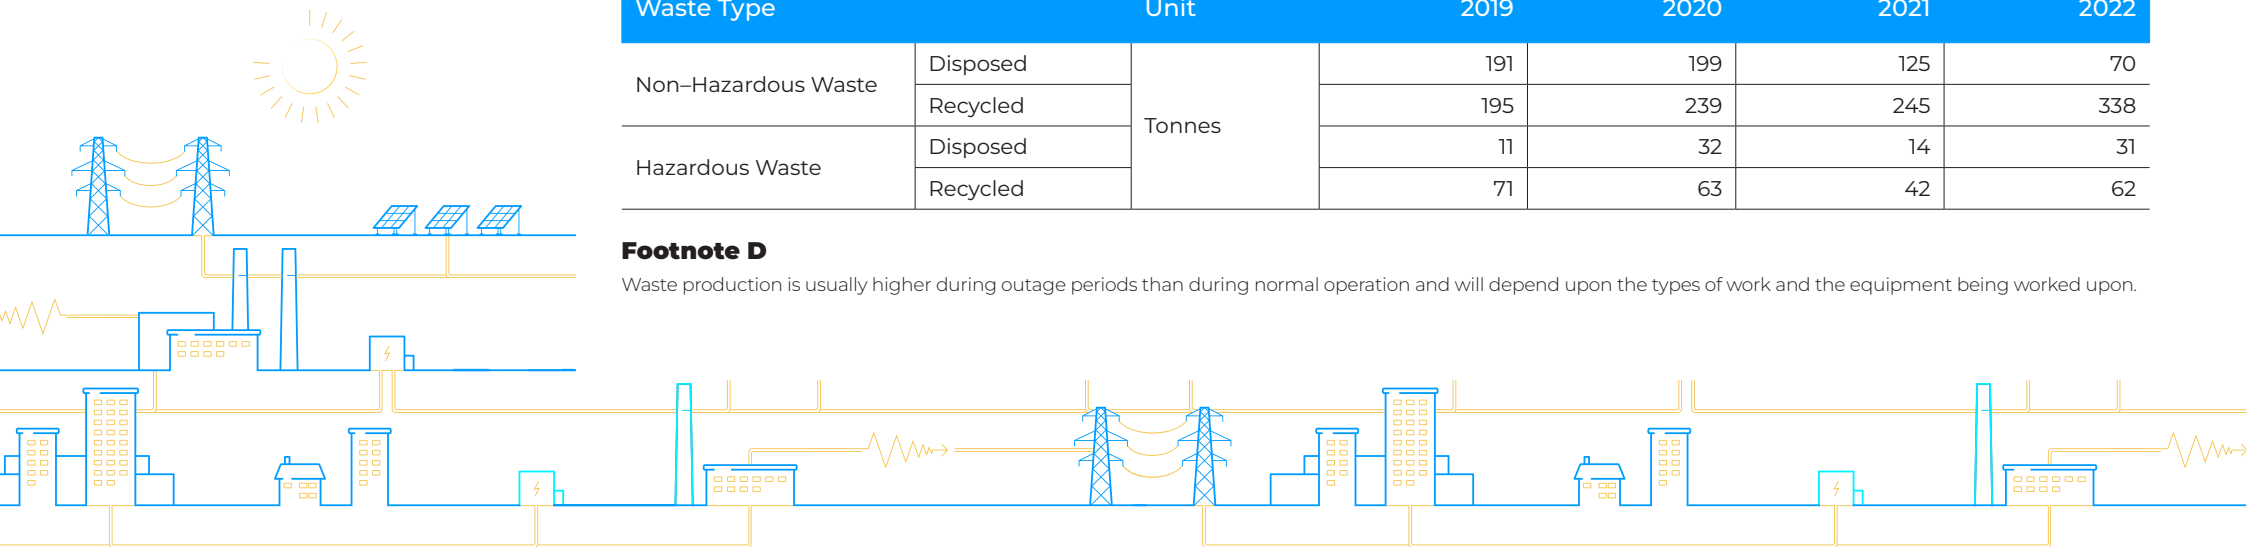 Waste Type Unit 2019 2020 2021 2022
Non–Hazardous Waste Disposed Tonnes 191 199 125 70
Recycled 195 239 245 338
Hazardous Waste Disposed 11 32 14 31
Recycled 71 63 42 62
Footnote D
Waste production is usually higher during outage periods than during normal operation and will depend upon the types of work and the equipment being worked upon.